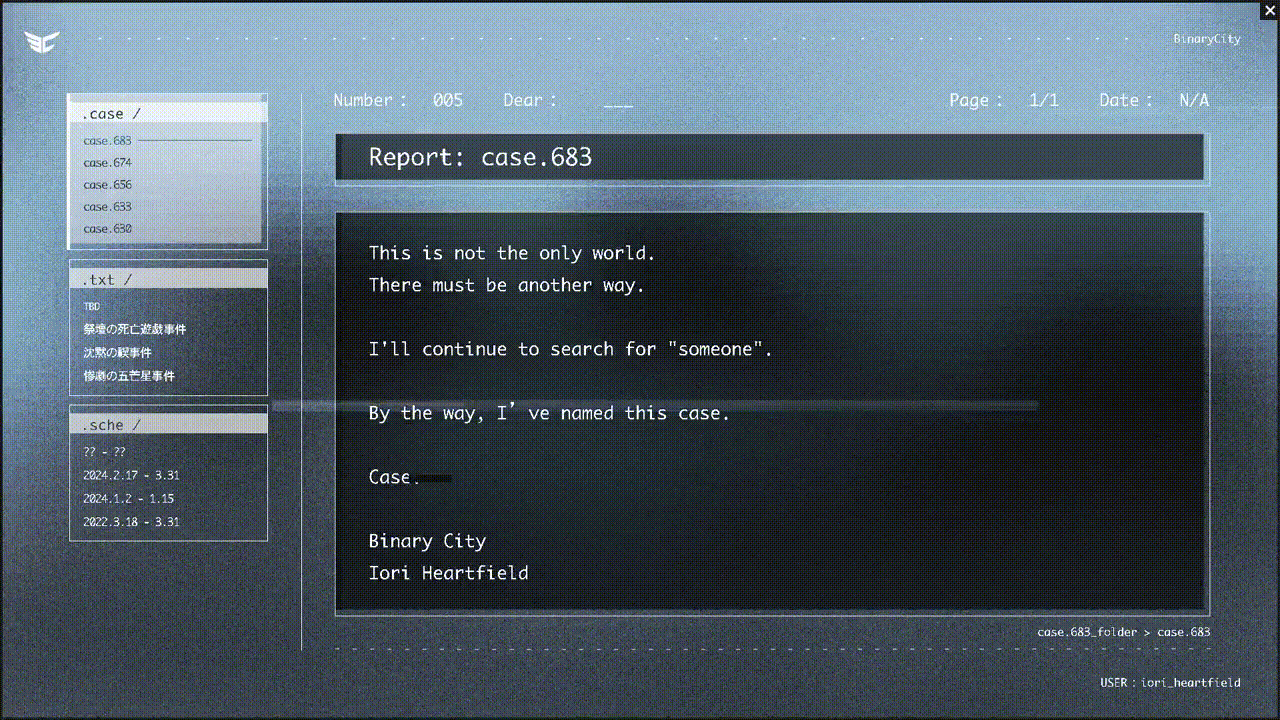 BinaryCity
Number： 005 Dear： ___ Page： 1/1 Date： N/A
.case /
case.683
case.674
case.656
case.633
case.630
.txt /
TBD
祭壇の死亡遊戯事件
沈黙の銃事件
惨劇の五芒星事件
.sche /
?? - ??
2024.2.17 - 3.31
2024.1.2 - 1.15
2022.3.18 - 3.31
Report: case.683
This is not the only world.
There must be another way.
I'll continue to search for "someone".
By the way, I’ve named this case.
Case.
Binary City
Iori Heartfield
case.683_folder > case.683
USER：iori_heartfield